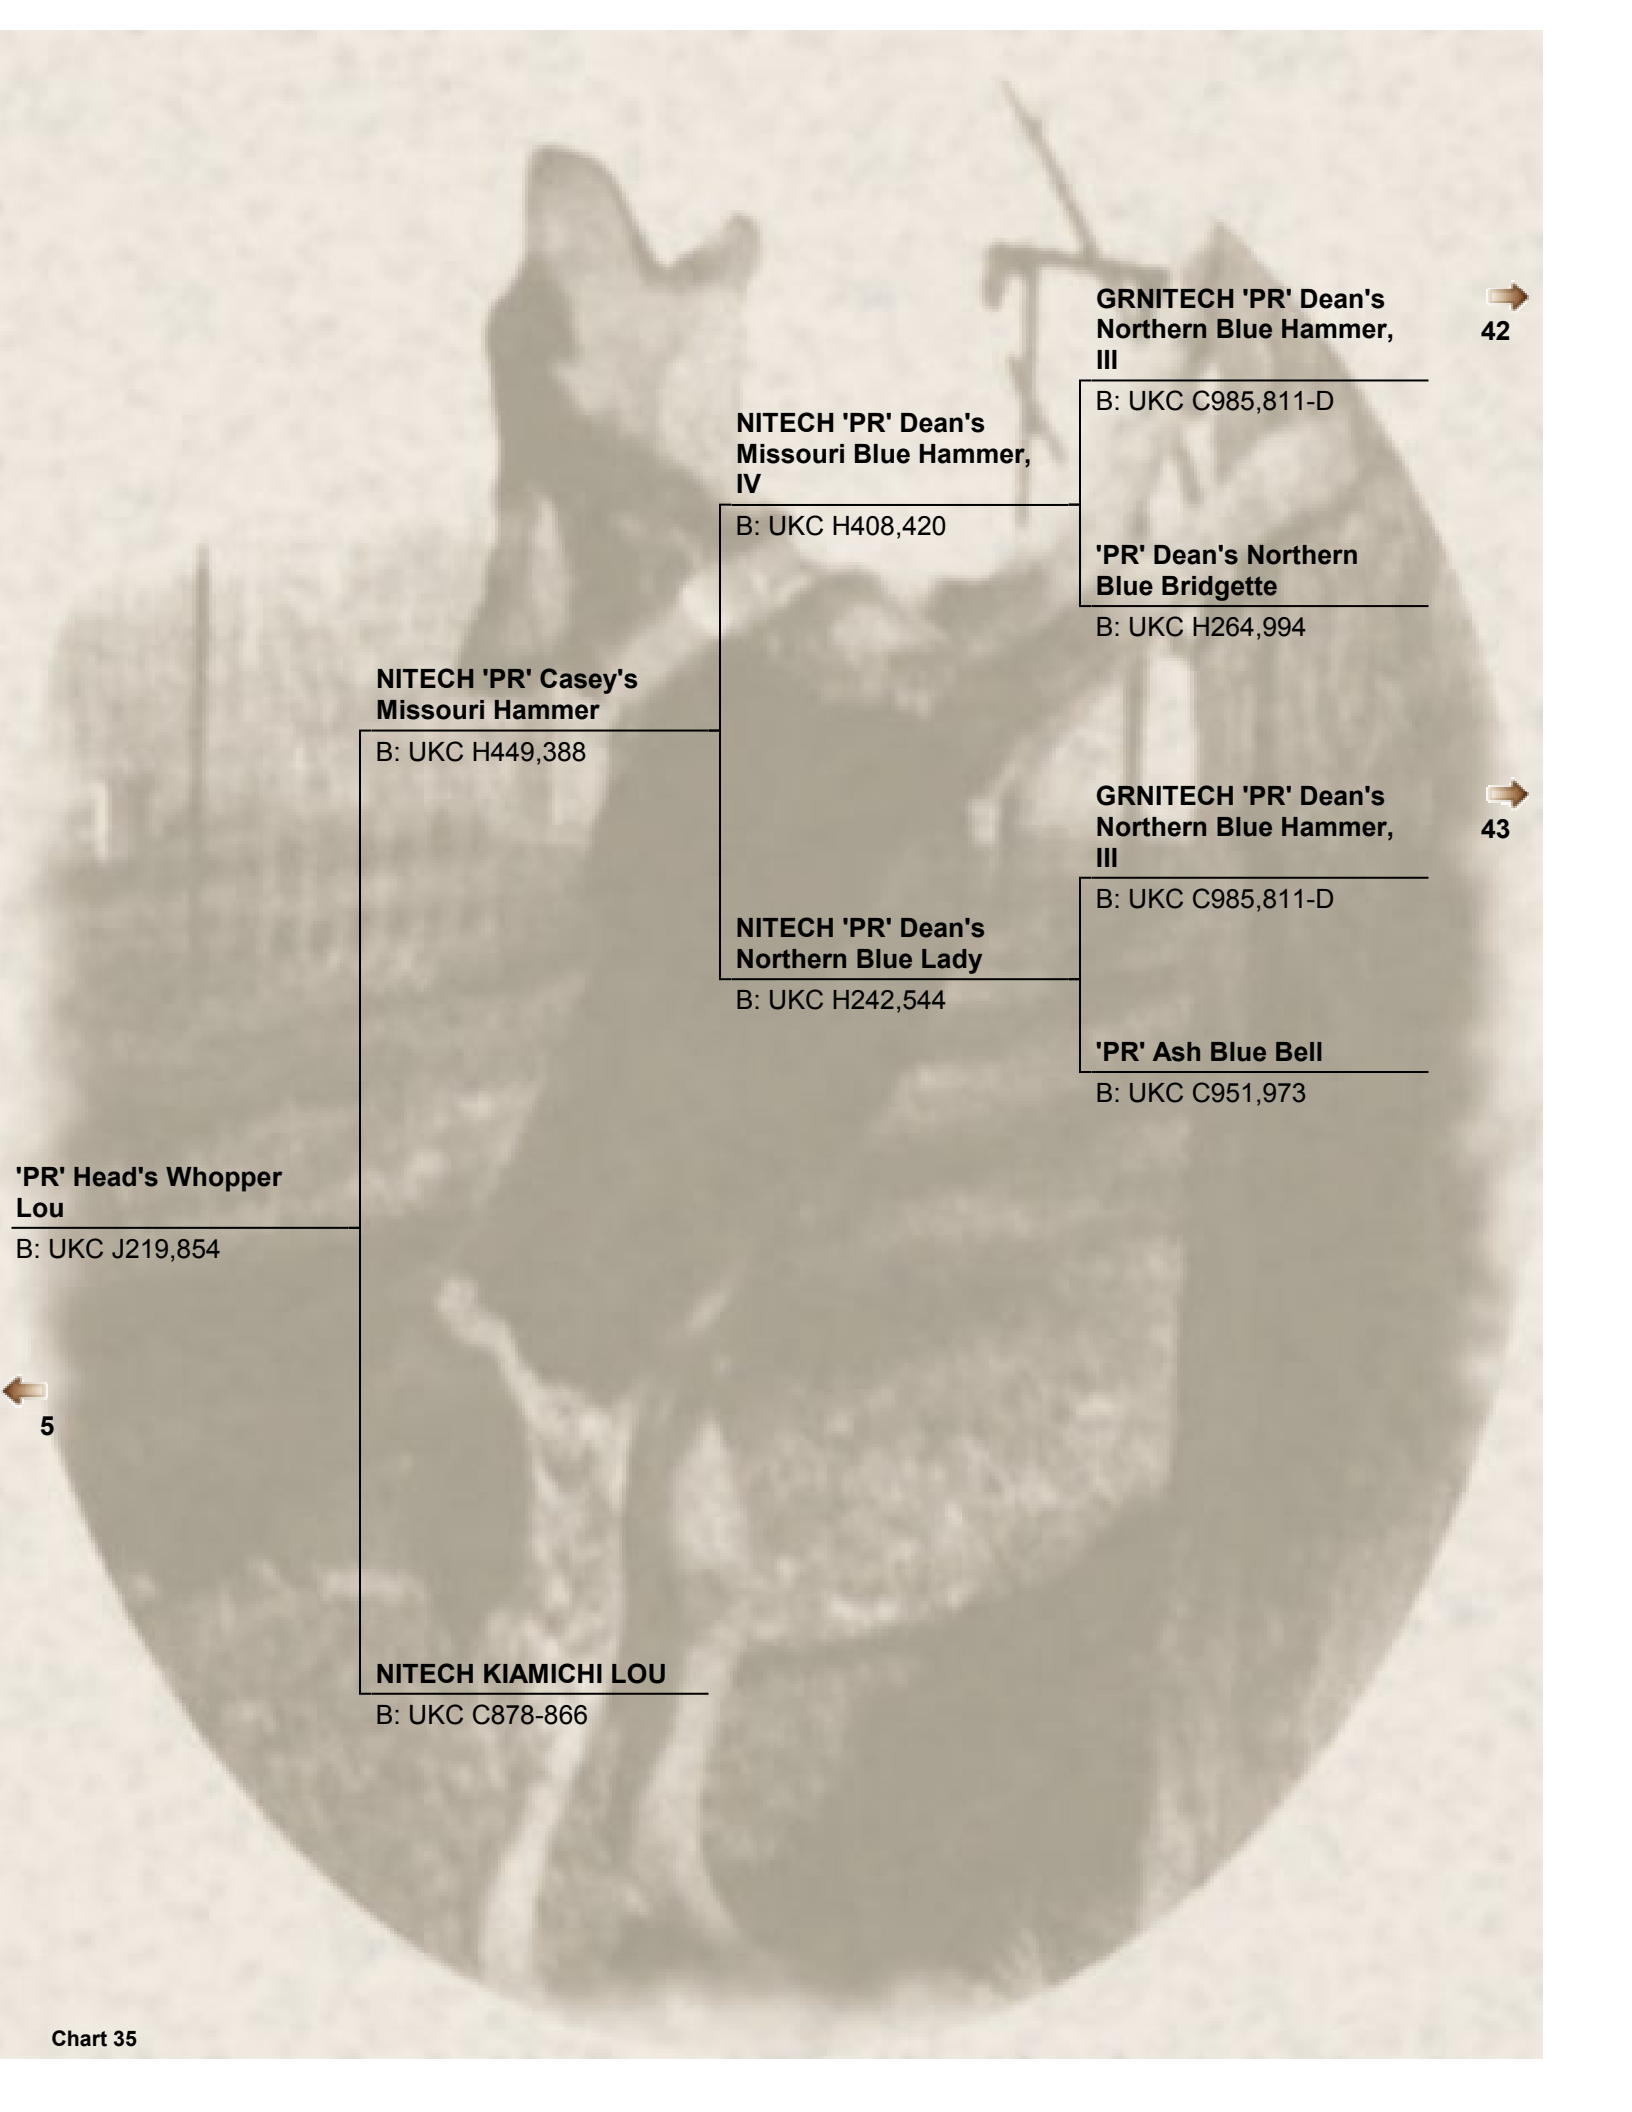 GRNITECH 'PR' Dean's
Northern Blue Hammer,
III
42
B: UKC C985,811-D
NITECH 'PR' Dean's
Missouri Blue Hammer,
IV
B: UKC H408,420
'PR' Dean's Northern
Blue Bridgette
B: UKC H264,994
NITECH 'PR' Casey's
Missouri Hammer
B: UKC H449,388
GRNITECH 'PR' Dean's
Northern Blue Hammer,
III
43
B: UKC C985,811-D
NITECH 'PR' Dean's
Northern Blue Lady
B: UKC H242,544
'PR' Ash Blue Bell
B: UKC C951,973
'PR' Head's Whopper
Lou
B: UKC J219,854
5
NITECH KIAMICHI LOU
B: UKC C878-866
Chart 35